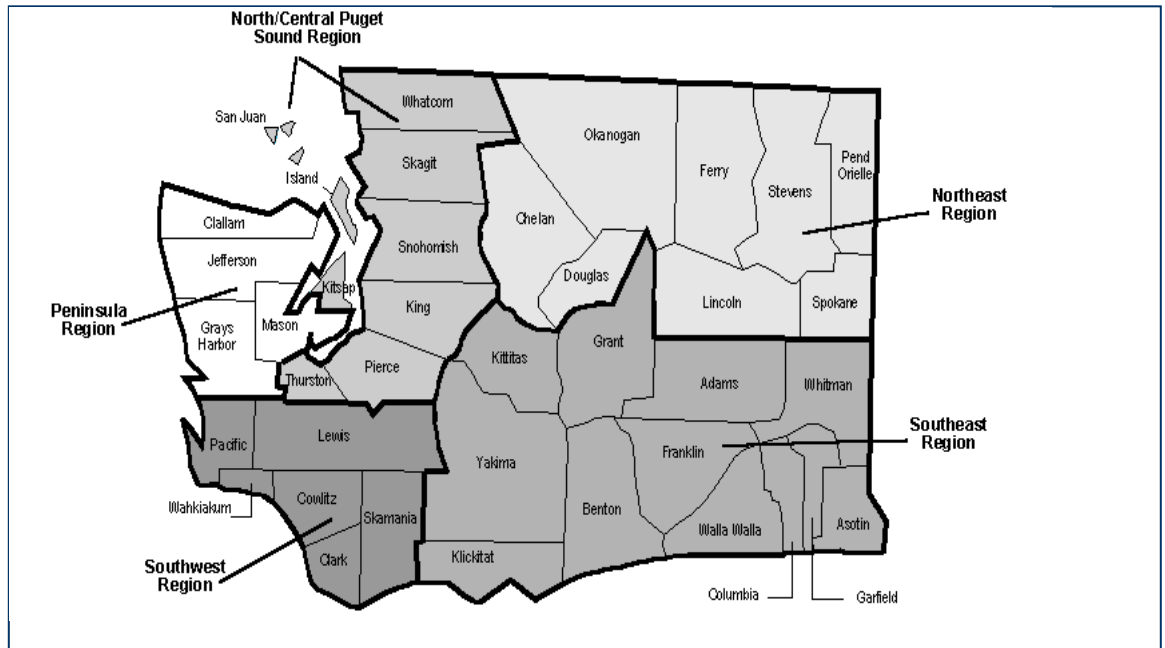 North/Central Puget
Sound Region
Whatcom
San Juan
Okanogan
Skagit
Ferry
Pend
Orielle
Stevens
Island
Northeast
Region
Clallam
Chelan
Snohomish
Jefferson
Douglas
Kitsap
Lincoln
Spokane
King
Peninsula
Region
Mason
Grays
Harbor
Grant
Kittitas
Pierce
Thurston
Adams
Whitman
Southeast
Region
Lewis
Pacific
Franklin
Yakima
Cowlitz
Wahkiakum
Skamania
Benton
Walla Walla
Asotin
Klickitat
Clark
Southwest
Region
Columbia
Garfield